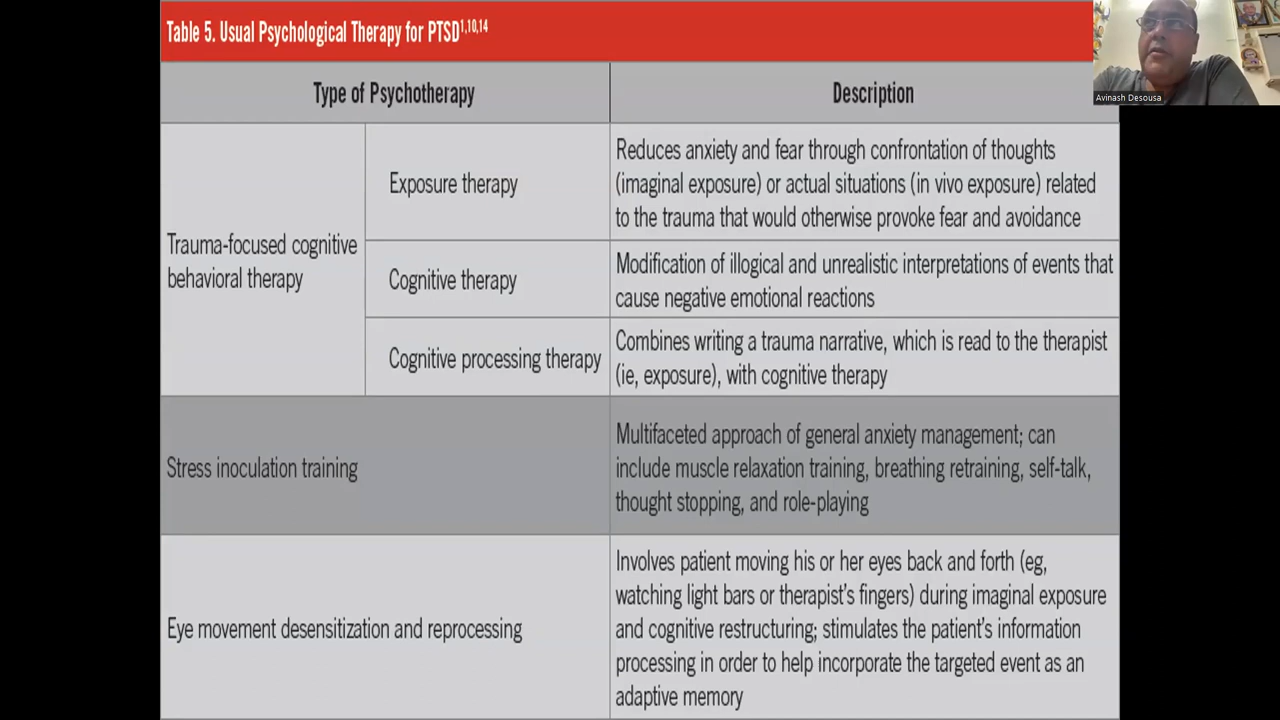 Table 5. Usual Psychological Therapy for PTSD1,10,14
Avinash Desousa
Type of Psychotherapy
Description
Trauma-focused cognitive
behavioral therapy
Exposure therapy
Reduces anxiety and fear through confrontation of thoughts
(imaginal exposure) or actual situations (in vivo exposure) related
to the trauma that would otherwise provoke fear and avoidance
Cognitive therapy
Modification of illogical and unrealistic interpretations of events that
cause negative emotional reactions
Cognitive processing therapy
Combines writing a trauma narrative, which is read to the therapist
(ie, exposure), with cognitive therapy
Stress inoculation training
Multifaceted approach of general anxiety management; can
include muscle relaxation training, breathing retraining, self-talk,
thought stopping, and role-playing
Eye movement desensitization and reprocessing
Involves patient moving his or her eyes back and forth (eg,
watching light bars or therapist's fingers) during imaginal exposure
and cognitive restructuring; stimulates the patient's information
processing in order to help incorporate the targeted event as an
adaptive memory